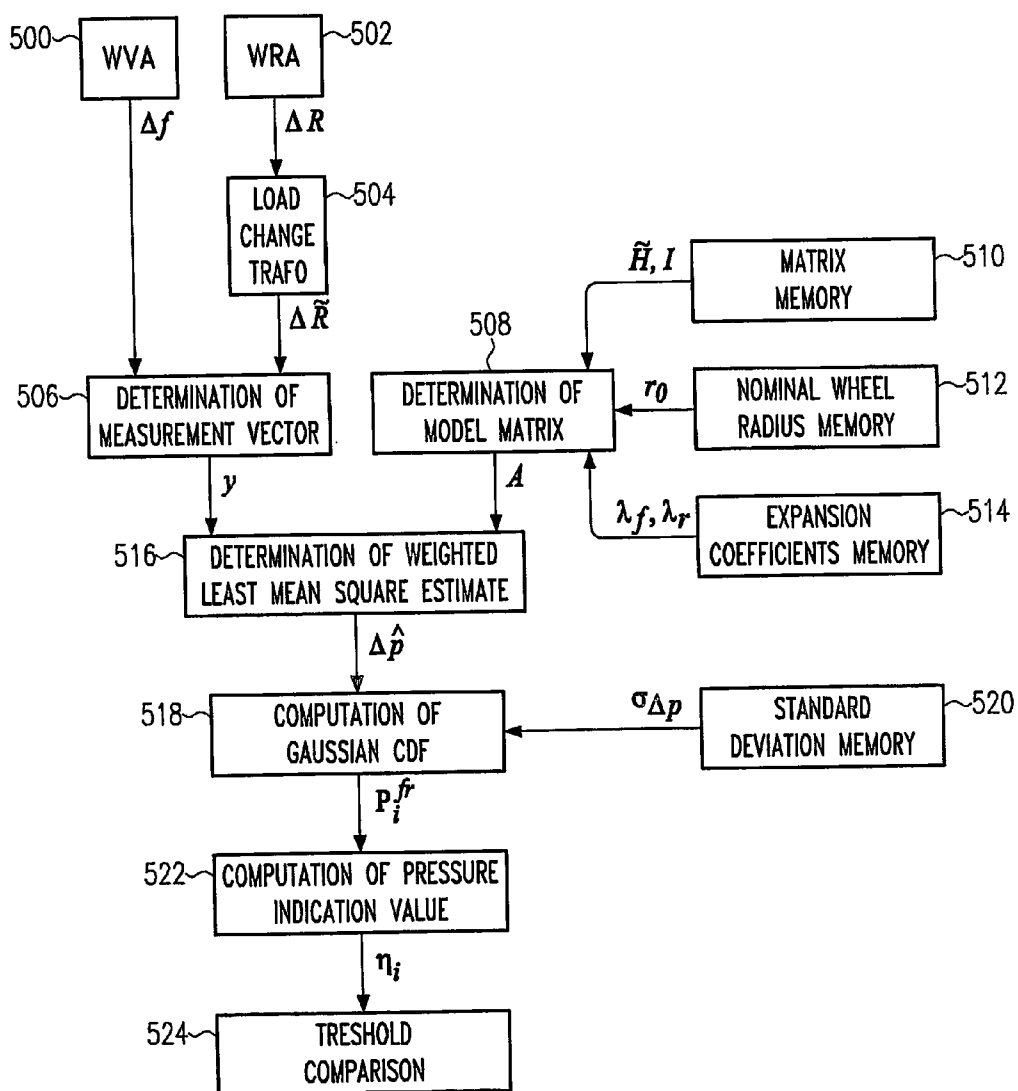 500
WVA
502
WRA
Δf
ΔR
LOAD
CHANGE
TRAFO
504
ΔR̃
H̃, I
MATRIX
MEMORY
510
508
506
DETERMINATION OF
MEASUREMENT VECTOR
DETERMINATION OF
MODEL MATRIX
r0
NOMINAL WHEEL
RADIUS MEMORY
512
y
A
λf, λr
EXPANSION
COEFFICIENTS MEMORY
514
516
DETERMINATION OF WEIGHTED
LEAST MEAN SQUARE ESTIMATE
Δp̂
518
COMPUTATION OF
GAUSSIAN CDF
σΔp
STANDARD
DEVIATION MEMORY
520
P_i^fr
522
COMPUTATION OF PRESSURE
INDICATION VALUE
ηi
524
TRESHOLD
COMPARISON